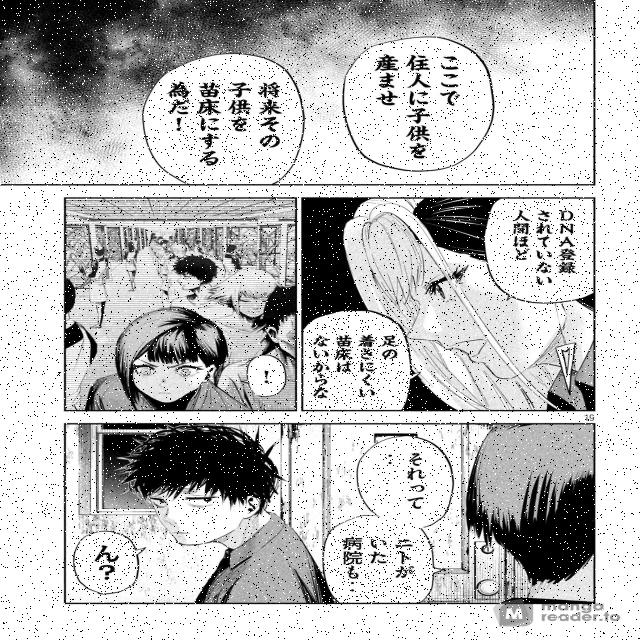 ここで
住人に子供を
産ませ
将来その
子供を
苗床にする
為だ！
DNA登録
されていない
人間ほど
足の
着きにくい
苗床は
ないからな
！
それって
：
ニトが
いた
病院も…
ん？
manga
reader.to